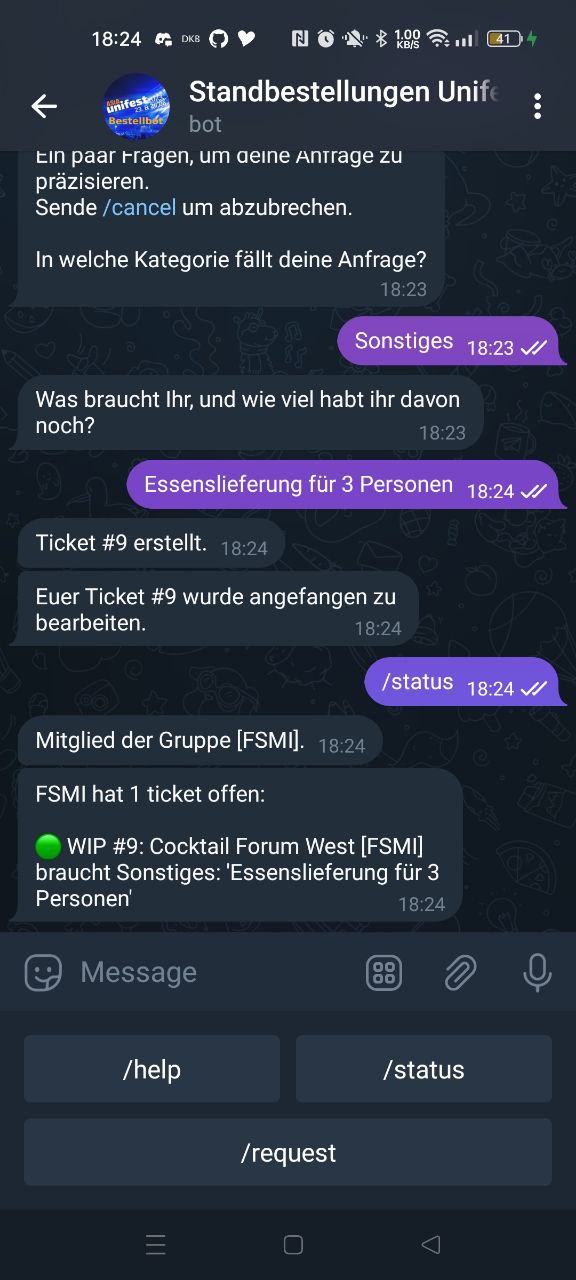 18:24 DKB 1.00 KB/S 41
Standbestellungen Unife
bot
Ein paar Fragen, um deine Anfrage zu
präzisieren.
Sende /cancel um abzubrechen.
In welche Kategorie fällt deine Anfrage?
18:23
Sonstiges 18:23
Was braucht Ihr, und wie viel habt ihr davon
noch? 18:23
Essenslieferung für 3 Personen 18:24
Ticket #9 erstellt. 18:24
Euer Ticket #9 wurde angefangen zu
bearbeiten. 18:24
/status 18:24
Mitglied der Gruppe [FSMI]. 18:24
FSMI hat 1 ticket offen:
WIP #9: Cocktail Forum West [FSMI]
braucht Sonstiges: 'Essenslieferung für 3
Personen' 18:24
Message
/help /status
/request